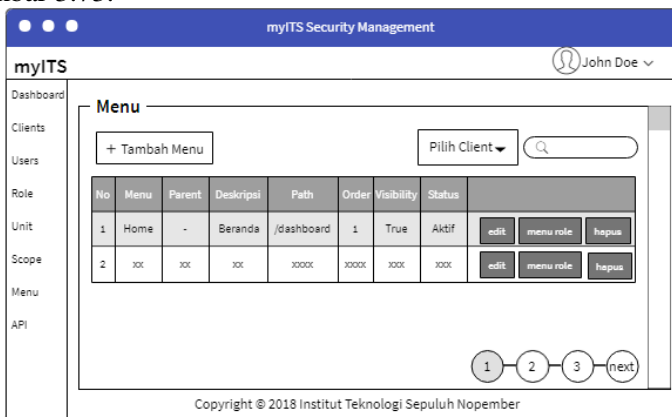 myITS Security Management
myITS John Doe
Dashboard
Clients
Users
Role
Unit
Scope
Menu
API
Menu
+ Tambah Menu Pilih Client
No Menu Parent Deskripsi Path Order Visibility Status
1 Home - Beranda /dashboard 1 True Aktif edit menu role hapus
2 xx xx xx xxxx xxxx xxx xxx edit menu role hapus
1 2 3 next
Copyright © 2018 Institut Teknologi Sepuluh Nopember